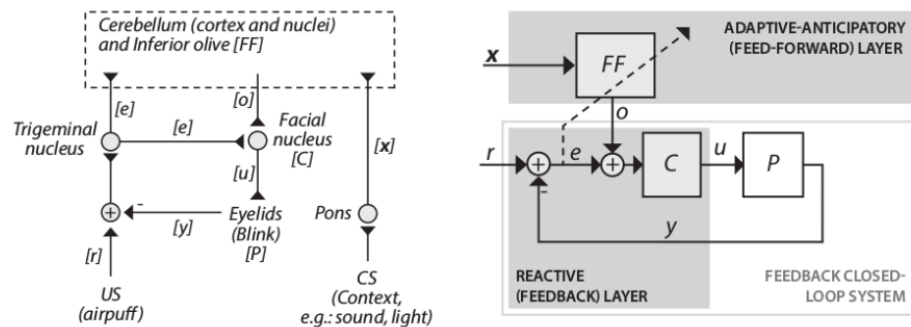 Cerebellum (cortex and nuclei)
and Inferior olive [FF]
[e]
[o]
Trigeminal
nucleus
[e]
Facial
nucleus
[C]
[x]
[u]
+
-
[y]
Eyelids
(Blink)
[P]
Pons
[r]
US
(airpuff)
CS
(Context,
e.g.: sound, light)
ADAPTIVE-ANTICIPATORY
(FEED-FORWARD) LAYER
x
FF
o
r
+
e
+
C
u
P
-
y
REACTIVE
(FEEDBACK) LAYER
FEEDBACK CLOSED-
LOOP SYSTEM